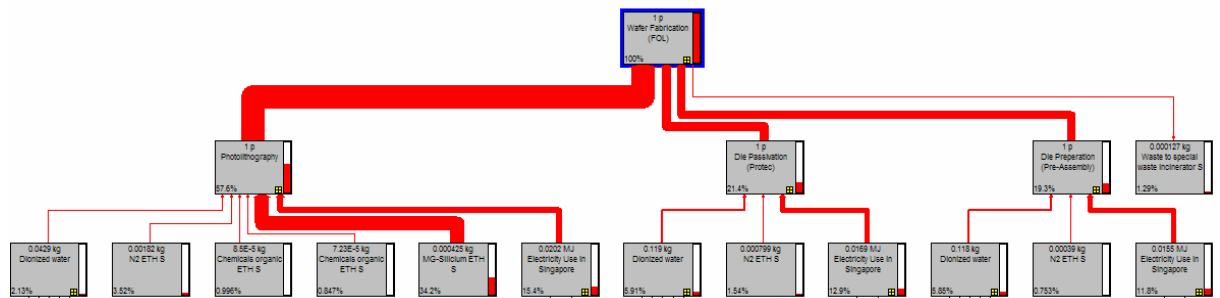 1 p
Wafer Fabrication
(FOL)
100%
1 p
Photolithography
57.6%
1 p
Die Passivation
(Protec)
21.4%
1 p
Die Preparation
(Pre-Assembly)
19.3%
0.000127 kg
Waste to special
waste incinerator S
1.29%
0.0429 kg
Dionized water
2.13%
0.00182 kg
N2 ETH S
3.52%
8.5E-5 kg
Chemicals organic
ETH S
0.996%
7.23E-5 kg
Chemicals organic
ETH S
0.847%
0.000425 kg
MG-Silicium ETH
S
34.2%
0.0202 MJ
Electricity Use in
Singapore
15.4%
0.119 kg
Dionized water
5.91%
0.000799 kg
N2 ETH S
1.54%
0.0169 MJ
Electricity Use in
Singapore
12.9%
0.118 kg
Dionized water
5.85%
0.00039 kg
N2 ETH S
0.753%
0.0155 MJ
Electricity Use in
Singapore
11.8%